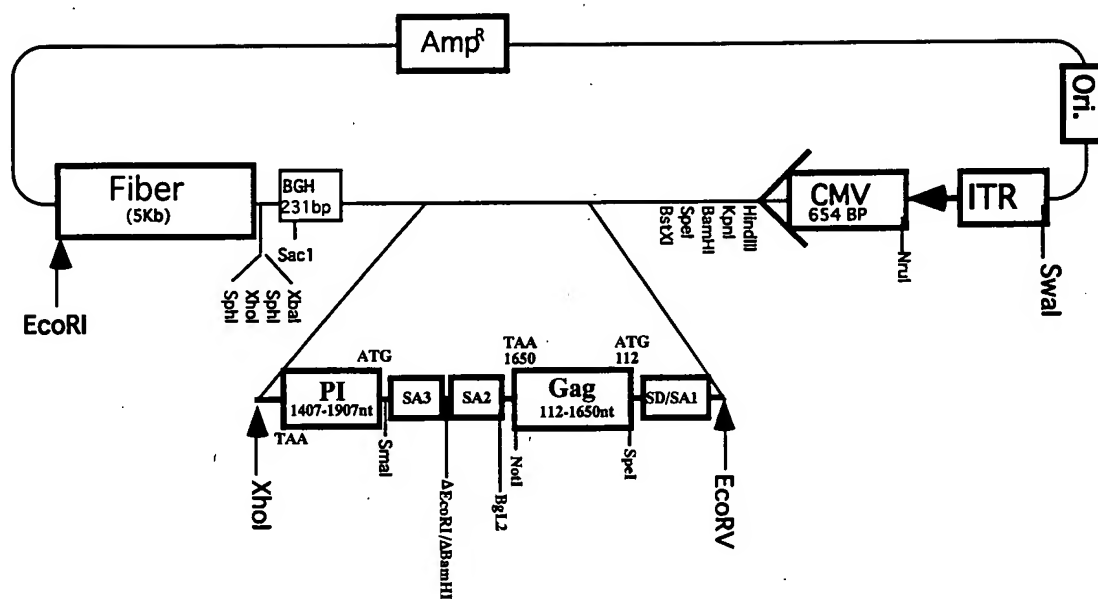 Amp^R
Ori.
Fiber
(5Kb)
BGH
231bp
CMV
654 BP
ITR
Sac1
SphI
XhoI
SphI
XbaI
BstXI
SpeI
BamHI
KpnI
HindIII
NruI
SwaI
EcoRI
TAA
1650
ATG
112
ATG
PI
1407-1907nt
SA3
SA2
Gag
112-1650nt
SD/SA1
TAA
SmaI
NotI
SpeI
BgL2
XhoI
EcoRV
ΔEcoRI/ΔBamHI